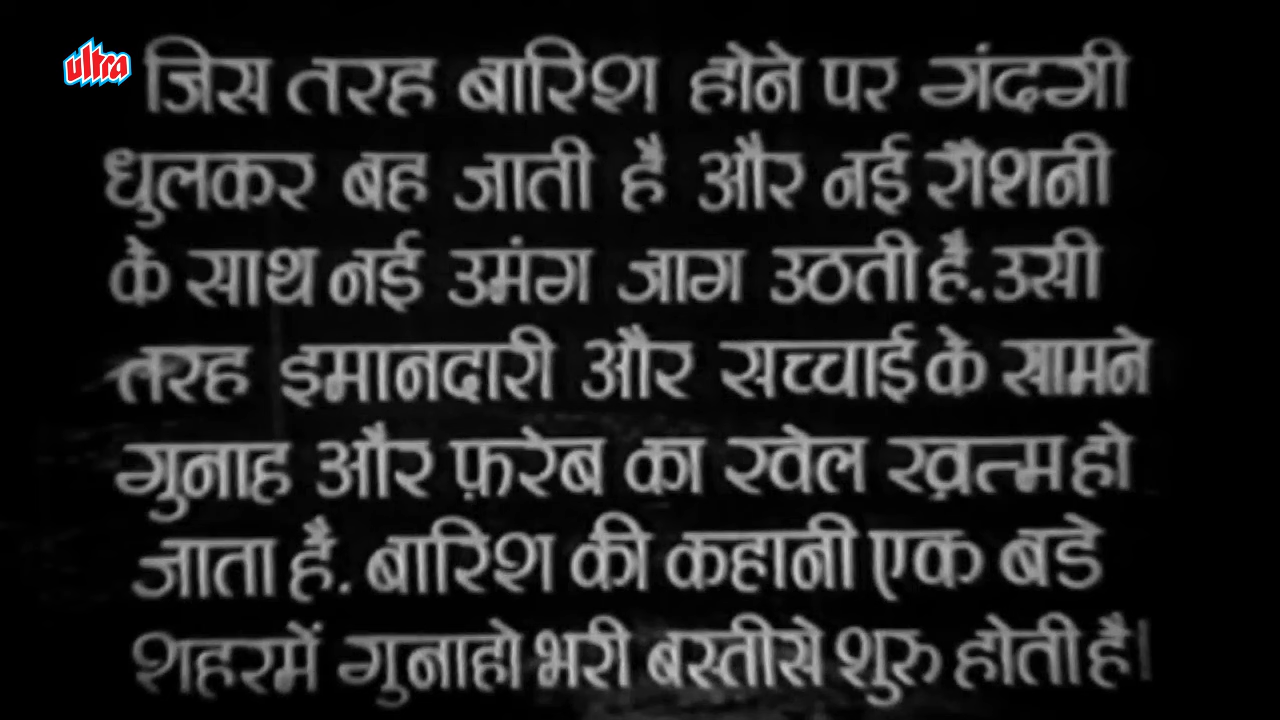 ultra
जिस तरह बारिश होने पर गंदगी
धुलकर बह जाती है और नई रौशनी
के साथ नई उमंग जाग उठती है. उसी
तरह इमानदारी और सच्चाई के सामने
गुनाह और फ़रेब का खेल ख़त्म हो
जाता है. बारिश की कहानी एक बडे
शहरमें गुनाहो भरी बस्तीसे शुरु होती है।